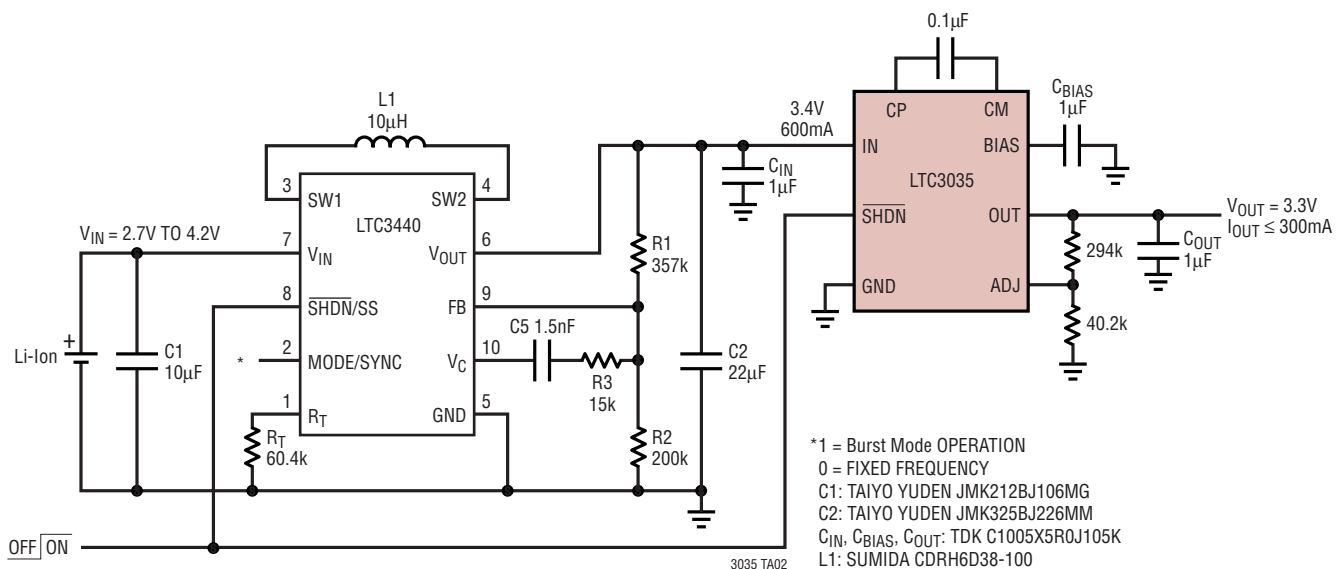 0.1µF
L1
10µH
3.4V
600mA
CP
CM
CBIAS
1µF
IN
BIAS
LTC3035
SHDN
OUT
GND
ADJ
CIN
1µF
VOUT = 3.3V
IOUT ≤ 300mA
COUT
1µF
294k
40.2k
3
SW1
4
SW2
LTC3440
VIN = 2.7V TO 4.2V
7
VIN
6
VOUT
8
SHDN/SS
9
FB
2
MODE/SYNC
10
VC
1
RT
5
GND
R1
357k
C5 1.5nF
R3
15k
C2
22µF
R2
200k
Li-Ion
+
C1
10µF
*
RT
60.4k
OFF ON
*1 = Burst Mode OPERATION
0 = FIXED FREQUENCY
C1: TAIYO YUDEN JMK212BJ106MG
C2: TAIYO YUDEN JMK325BJ226MM
CIN, CBIAS, COUT: TDK C1005X5R0J105K
L1: SUMIDA CDRH6D38-100
3035 TA02